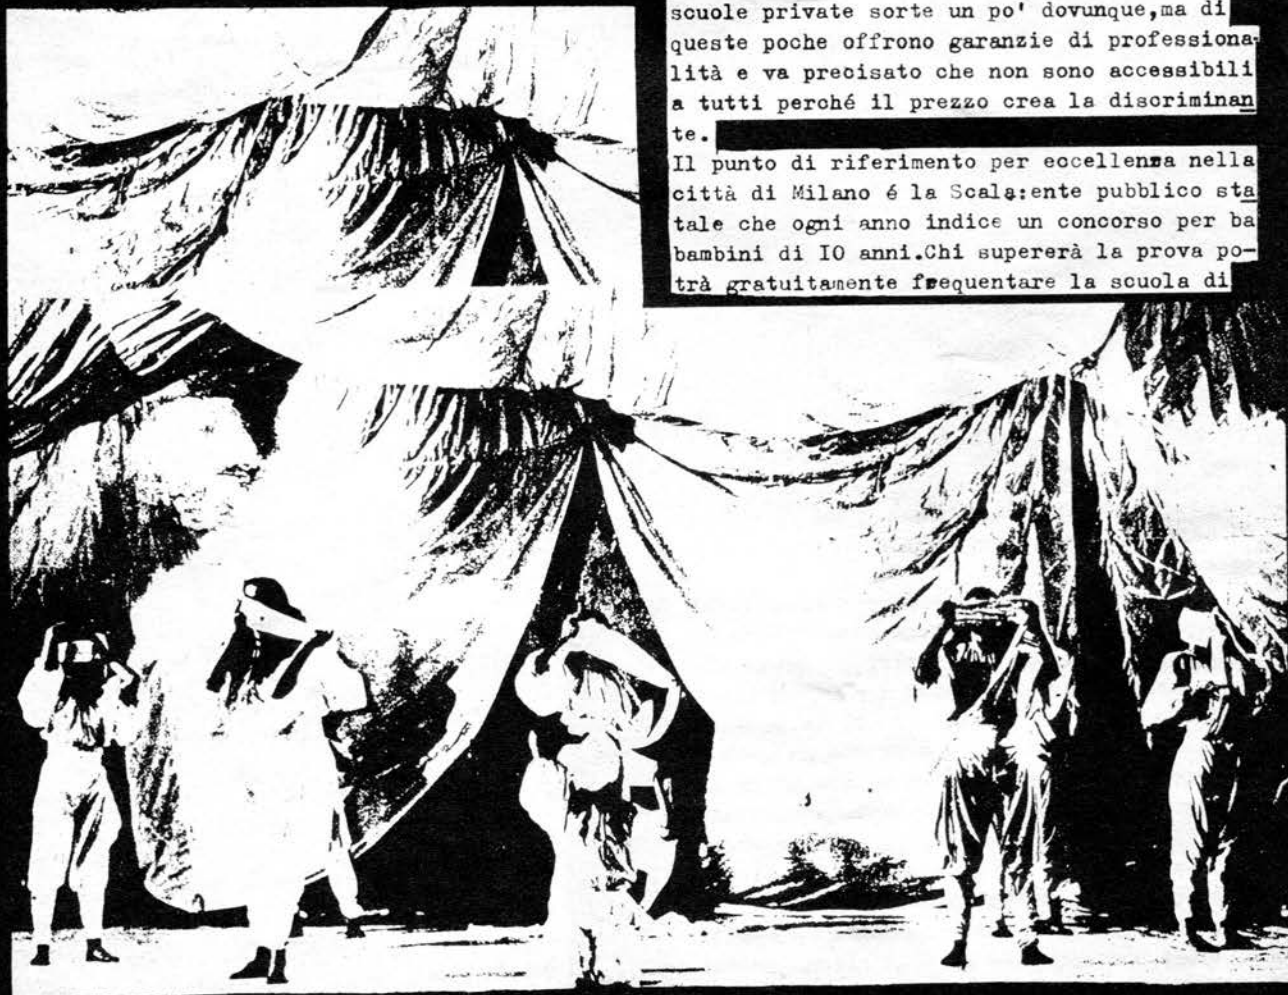 scuole private sorte un po' dovunque,ma di
queste poche offrono garanzie di professiona-
lità e va precisato che non sono accessibili
a tutti perché il prezzo crea la discriminan
te.
Il punto di riferimento per eccellenza nella
città di Milano é la Scala:ente pubblico sta
tale che ogni anno indice un concorso per ba
bambini di IO anni.Chi supererà la prova po-
trà gratuitamente frequentare la scuola di